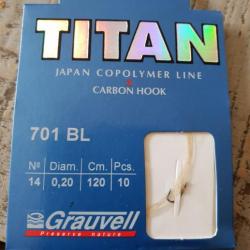 TITAN
JAPAN COPOLYMER LINE
CARBON HOOK
701 BL
Nº Diam. Cm. Pcs.
14 0,20 120 10
Grauvell
Preserve nature